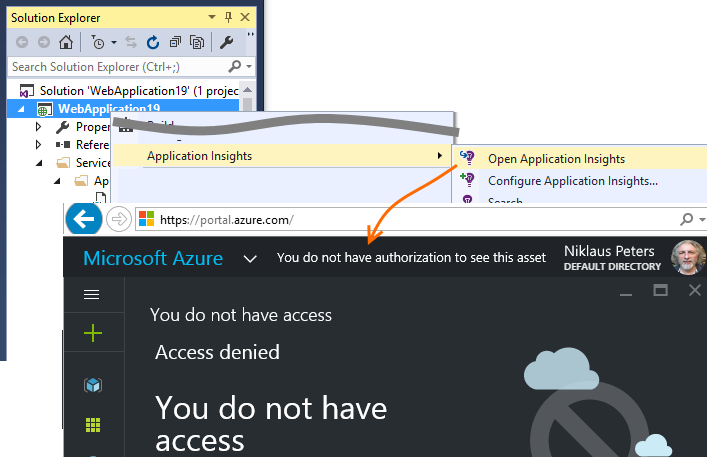 Solution Explorer
Search Solution Explorer (Ctrl+;)
Solution 'WebApplication19' (1 projec
WebApplication19
Proper
Refere
Service
Ap
Application Insights
Open Application Insights
Configure Application Insights...
Search
https://portal.azure.com/
Microsoft Azure
You do not have authorization to see this asset
Niklaus Peters
DEFAULT DIRECTORY
You do not have access
Access denied
You do not have
access